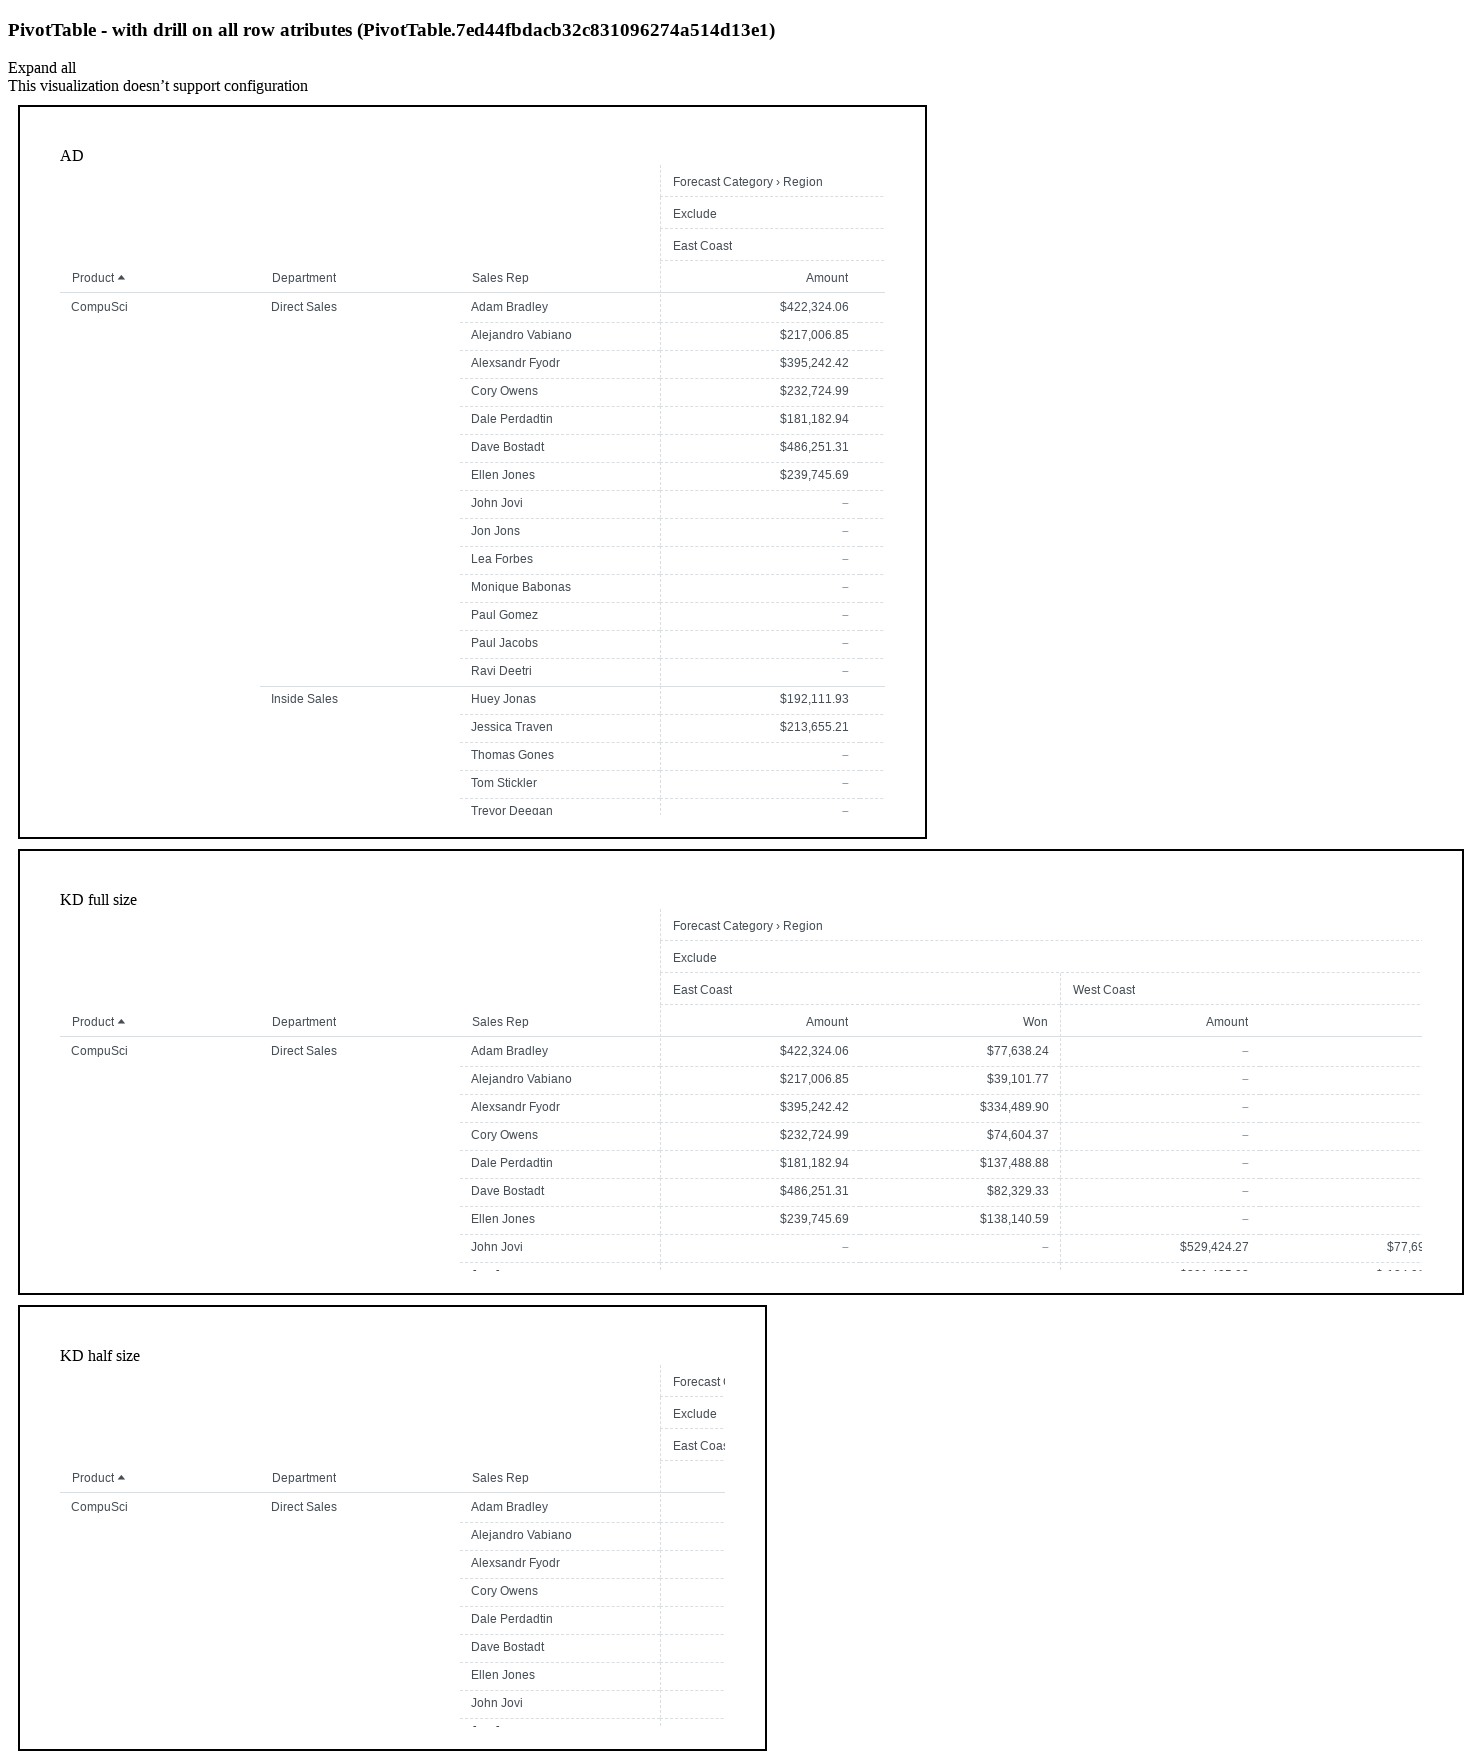 PivotTable - with drill on all row atributes (PivotTable.7ed44fbdacb32c831096274a514d13e1)
Expand all
This visualization doesn’t support configuration
AD
Forecast Category › Region
Exclude
East Coast
Product Department Sales Rep Amount
CompuSci Direct Sales Adam Bradley $422,324.06
Alejandro Vabiano $217,006.85
Alexsandr Fyodr $395,242.42
Cory Owens $232,724.99
Dale Perdadtin $181,182.94
Dave Bostadt $486,251.31
Ellen Jones $239,745.69
John Jovi –
Jon Jons –
Lea Forbes –
Monique Babonas –
Paul Gomez –
Paul Jacobs –
Ravi Deetri –
Inside Sales Huey Jonas $192,111.93
Jessica Traven $213,655.21
Thomas Gones –
Tom Stickler –
Trevor Deegan –
KD full size
Forecast Category › Region
Exclude
East Coast West Coast
Product Department Sales Rep Amount Won Amount
CompuSci Direct Sales Adam Bradley $422,324.06 $77,638.24 –
Alejandro Vabiano $217,006.85 $39,101.77 –
Alexsandr Fyodr $395,242.42 $334,489.90 –
Cory Owens $232,724.99 $74,604.37 –
Dale Perdadtin $181,182.94 $137,488.88 –
Dave Bostadt $486,251.31 $82,329.33 –
Ellen Jones $239,745.69 $138,140.59 –
John Jovi – – $529,424.27 $77,69
KD half size
Forecast
Exclude
East Coas
Product Department Sales Rep
CompuSci Direct Sales Adam Bradley
Alejandro Vabiano
Alexsandr Fyodr
Cory Owens
Dale Perdadtin
Dave Bostadt
Ellen Jones
John Jovi